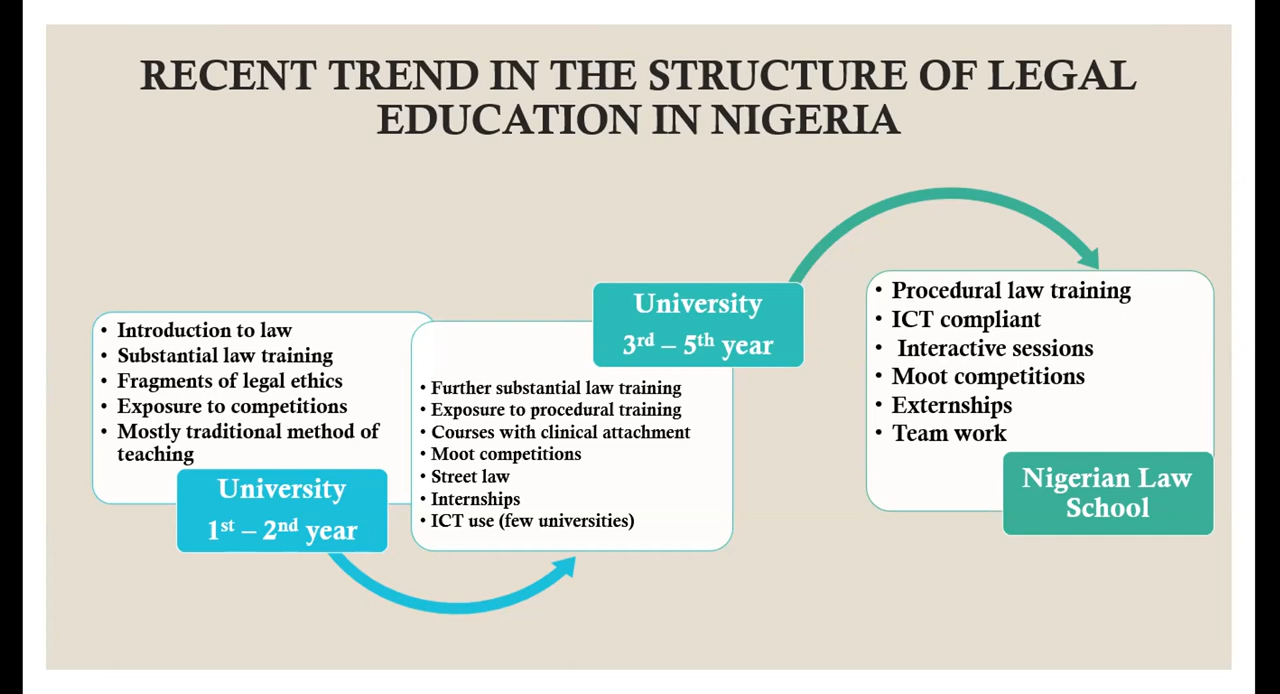 RECENT TREND IN THE STRUCTURE OF LEGAL
EDUCATION IN NIGERIA
• Introduction to law
• Substantial law training
• Fragments of legal ethics
• Exposure to competitions
• Mostly traditional method of
teaching
University
1st – 2nd year
University
3rd – 5th year
• Further substantial law training
• Exposure to procedural training
• Courses with clinical attachment
• Moot competitions
• Street law
• Internships
• ICT use (few universities)
• Procedural law training
• ICT compliant
• Interactive sessions
• Moot competitions
• Externships
• Team work
Nigerian Law
School